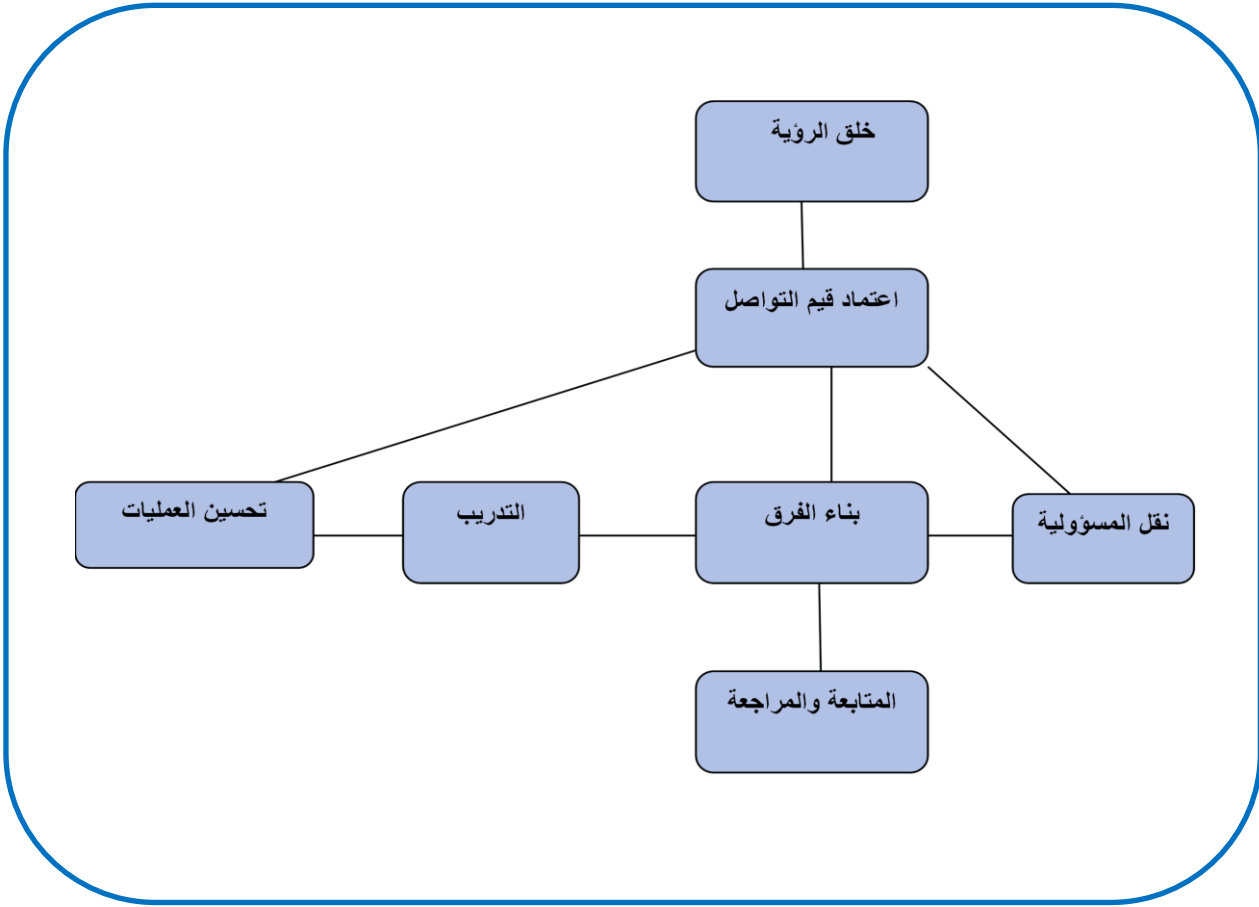 خلق الرؤية
اعتماد قيم التواصل
نقل المسؤولية
بناء الفرق
التدريب
تحسين العمليات
المتابعة والمراجعة